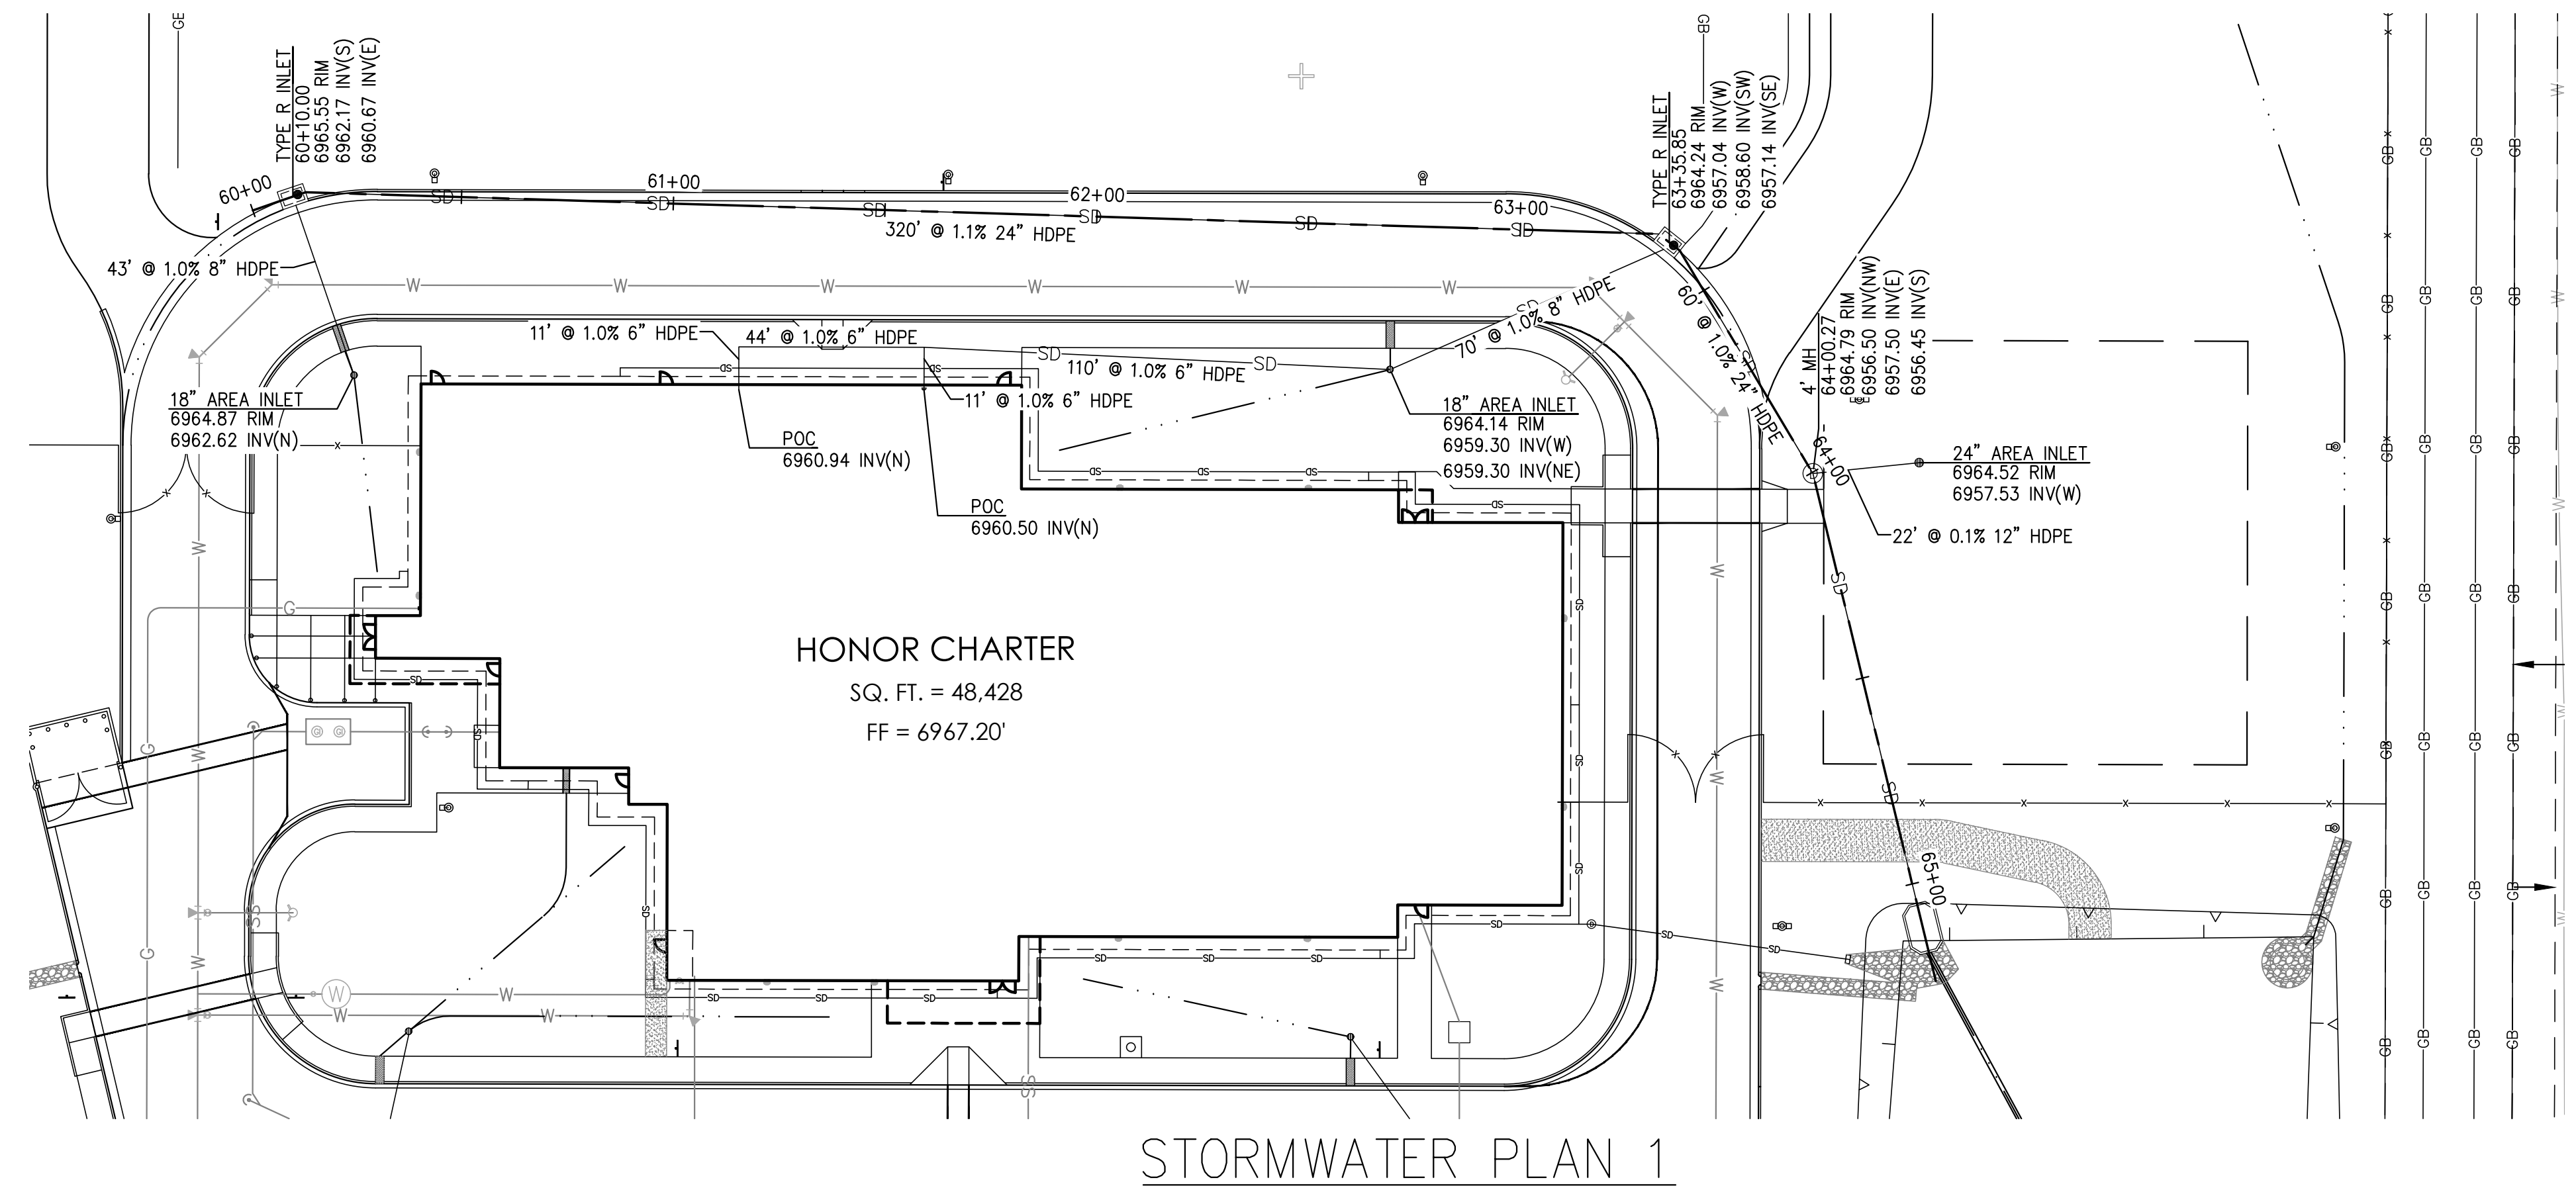 TYPE R INLET
60+10.00
6965.55 RIM
6962.17 INV(S)
6960.67 INV(E)
TYPE R INLET
63+35.85
6964.24 RIM
6957.04 INV(W)
6958.60 INV(SW)
6957.14 INV(SE)
60+00
61+00
62+00
63+00
320' @ 1.1% 24" HDPE
43' @ 1.0% 8" HDPE
11' @ 1.0% 6" HDPE
44' @ 1.0% 6" HDPE
110' @ 1.0% 6" HDPE
11' @ 1.0% 6" HDPE
70' @ 1.0% 8" HDPE
60' @ 1.0% 24" HDPE
4' MH
64+00.27
6964.79 RIM
6956.50 INV(NW)
6957.50 INV(E)
6956.45 INV(S)
64+00
18" AREA INLET
6964.87 RIM
6962.62 INV(N)
POC
6960.94 INV(N)
POC
6960.50 INV(N)
18" AREA INLET
6964.14 RIM
6959.30 INV(W)
6959.30 INV(NE)
24" AREA INLET
6964.52 RIM
6957.53 INV(W)
22' @ 0.1% 12" HDPE
HONOR CHARTER
SQ. FT. = 48,428
FF = 6967.20'
65+00
STORMWATER PLAN 1